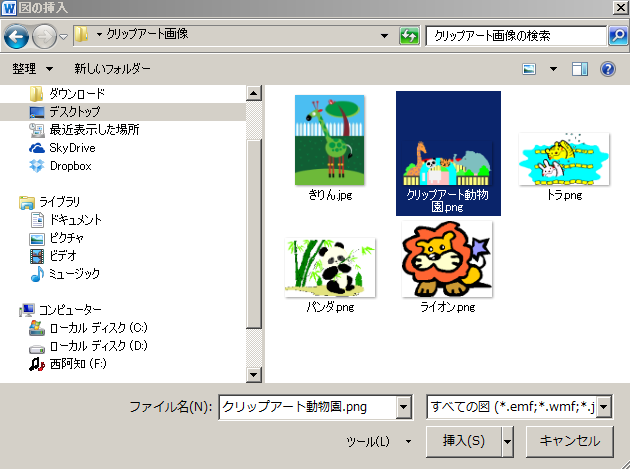 図の挿入
クリップアート画像
クリップアート画像の検索
整理
新しいフォルダー
ダウンロード
デスクトップ
最近表示した場所
SkyDrive
Dropbox
ライブラリ
ドキュメント
ピクチャ
ビデオ
ミュージック
コンピューター
ローカル ディスク (C:)
ローカル ディスク (D:)
西阿知 (F:)
きりん.jpg
クリップアート動物
園.png
トラ.png
パンダ.png
ライオン.png
ファイル名(N):
クリップアート動物園.png
すべての図 (*.emf;*.wmf;*.j
ツール(L)
挿入(S)
キャンセル